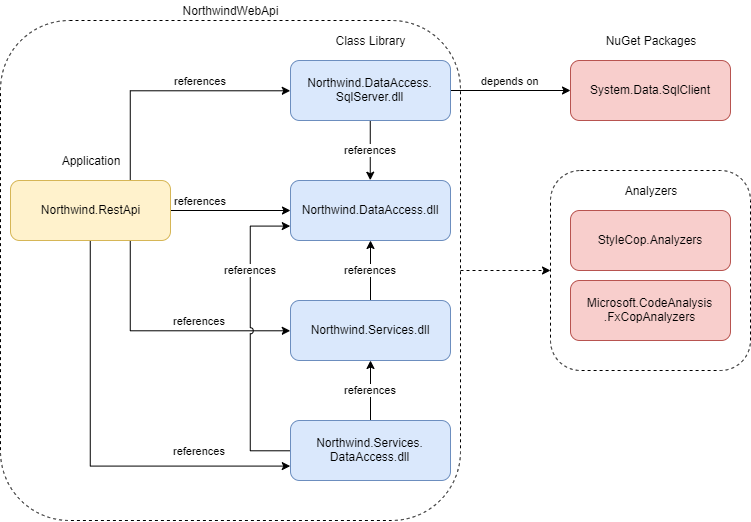 NorthwindWebApi
Class Library
NuGet Packages
references
Northwind.DataAccess.
SqlServer.dll
depends on
System.Data.SqlClient
references
Application
Northwind.RestApi
references
Northwind.DataAccess.dll
Analyzers
StyleCop.Analyzers
references
references
Microsoft.CodeAnalysis
.FxCopAnalyzers
references
Northwind.Services.dll
references
references
Northwind.Services.
DataAccess.dll